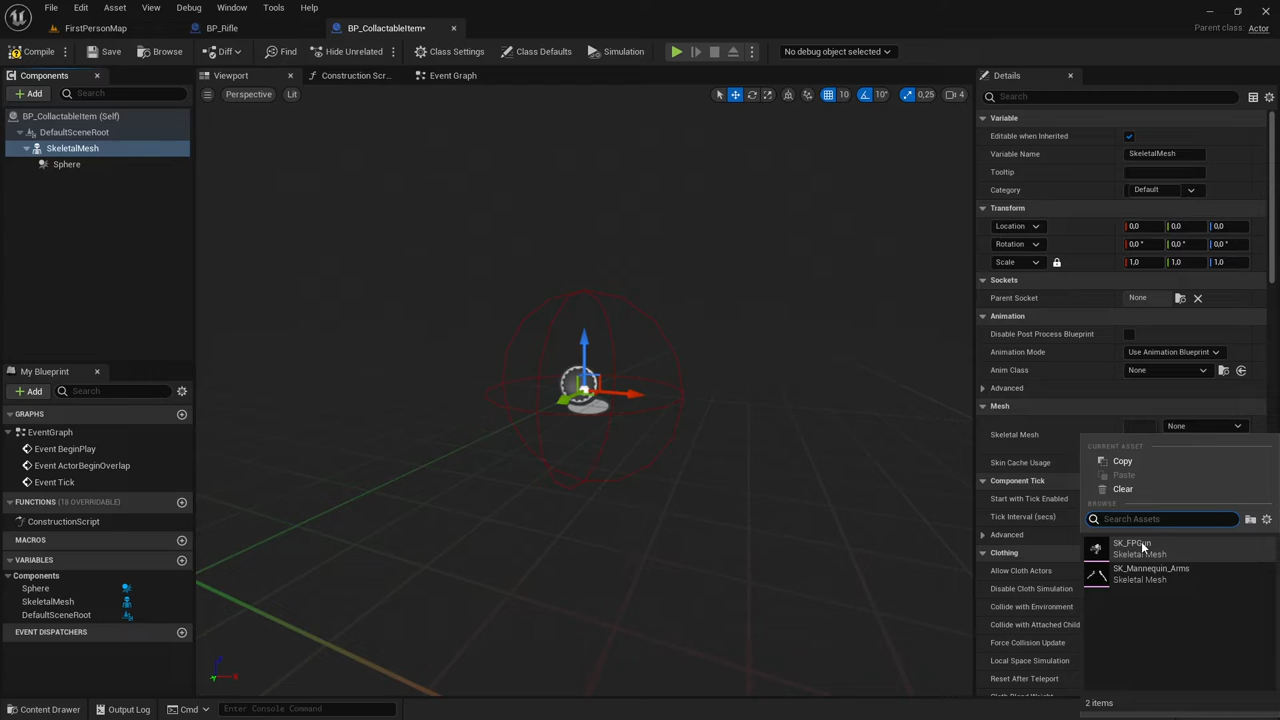 File Edit Asset View Debug Window Tools Help
FirstPersonMap BP_Rifle BP_CollactableItem* Parent class: Actor
Compile Save Browse Diff Find Hide Unrelated Class Settings Class Defaults Simulation No debug object selected
Components Viewport Construction Scr... Event Graph Details
Add Search Perspective Lit 10 10° 0,25 4 Search
BP_CollactableItem (Self)
DefaultSceneRoot
SkeletalMesh
Sphere
Variable
Editable when Inherited
Variable Name SkeletalMesh
Tooltip
Category Default
Transform
Location 0,0 0,0 0,0
Rotation 0,0 ° 0,0 ° 0,0 °
Scale 1,0 1,0 1,0
Sockets
Parent Socket None
Animation
Disable Post Process Blueprint
Animation Mode Use Animation Blueprint
Anim Class None
Advanced
Mesh
Skeletal Mesh None
Skin Cache Usage
Component Tick
Start with Tick Enabled
Tick Interval (secs)
Advanced
Clothing
Allow Cloth Actors
Disable Cloth Simulation
Collide with Environment
Collide with Attached Child
Force Collision Update
Local Space Simulation
Reset After Teleport
CURRENT ASSET
Copy
Paste
Clear
BROWSE
Search Assets
SK_FPGun
Skeletal Mesh
SK_Mannequin_Arms
Skeletal Mesh
2 items
My Blueprint
Add Search
GRAPHS
EventGraph
Event BeginPlay
Event ActorBeginOverlap
Event Tick
FUNCTIONS (18 OVERRIDABLE)
ConstructionScript
MACROS
VARIABLES
Components
Sphere
SkeletalMesh
DefaultSceneRoot
EVENT DISPATCHERS
Content Drawer Output Log Cmd Enter Console Command